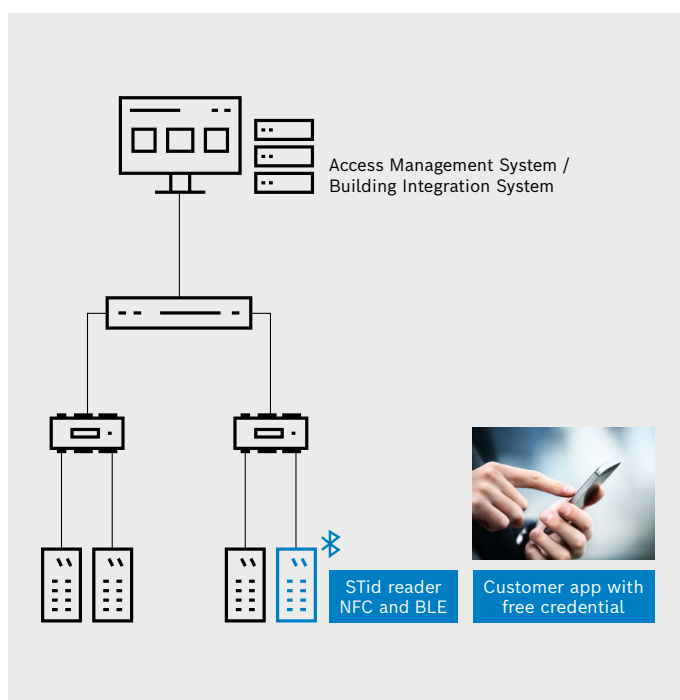 Access Management System /
Building Integration System
STid reader
NFC and BLE
Customer app with
free credential